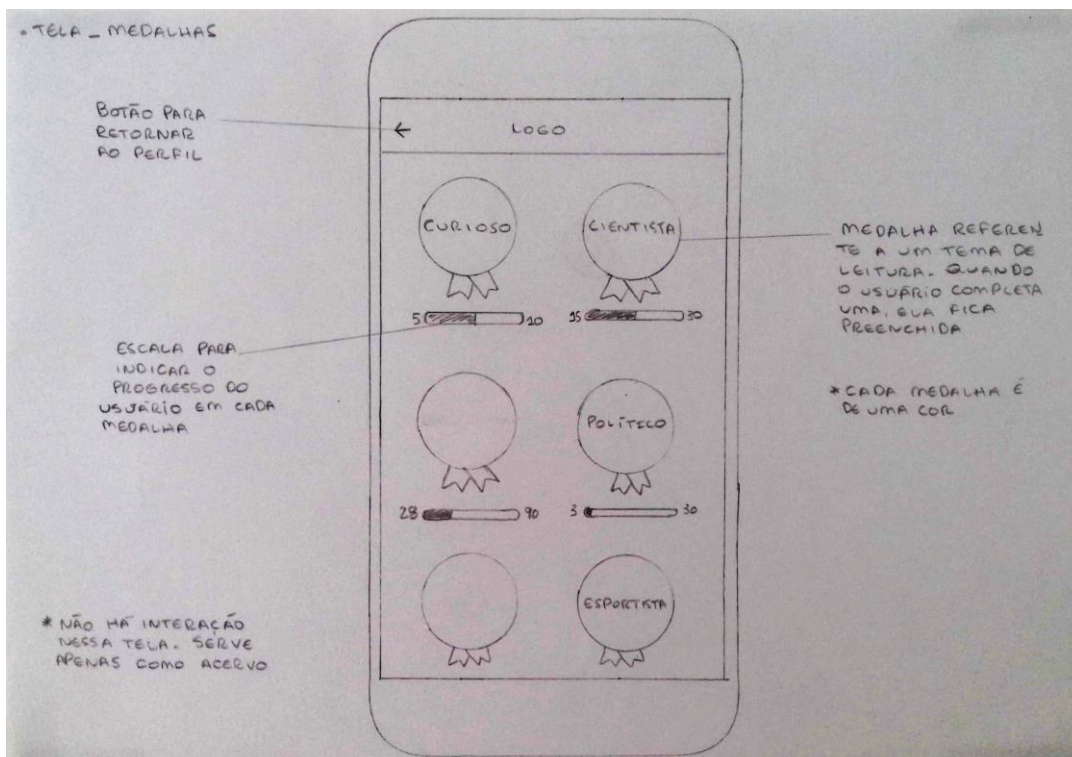 • TELA _ MEDALHAS
BOTÃO PARA
RETORNAR
AO PERFIL
← LOGO
CURIOSO
CIENTISTA
MEDALHA REFEREN
TE A UM TEMA DE
LEITURA. QUANDO
O USUÁRIO COMPLETA
UMA, ELA FICA
PREENCHIDA
5 10
15 30
ESCALA PARA
INDICAR O
PROGRESSO DO
USUÁRIO EM CADA
MEDALHA
* CADA MEDALHA É
DE UMA COR
POLÍTICO
28 90
3 30
ESPORTISTA
* NÃO HÁ INTERAÇÃO
NESSA TELA. SERVE
APENAS COMO ACERVO